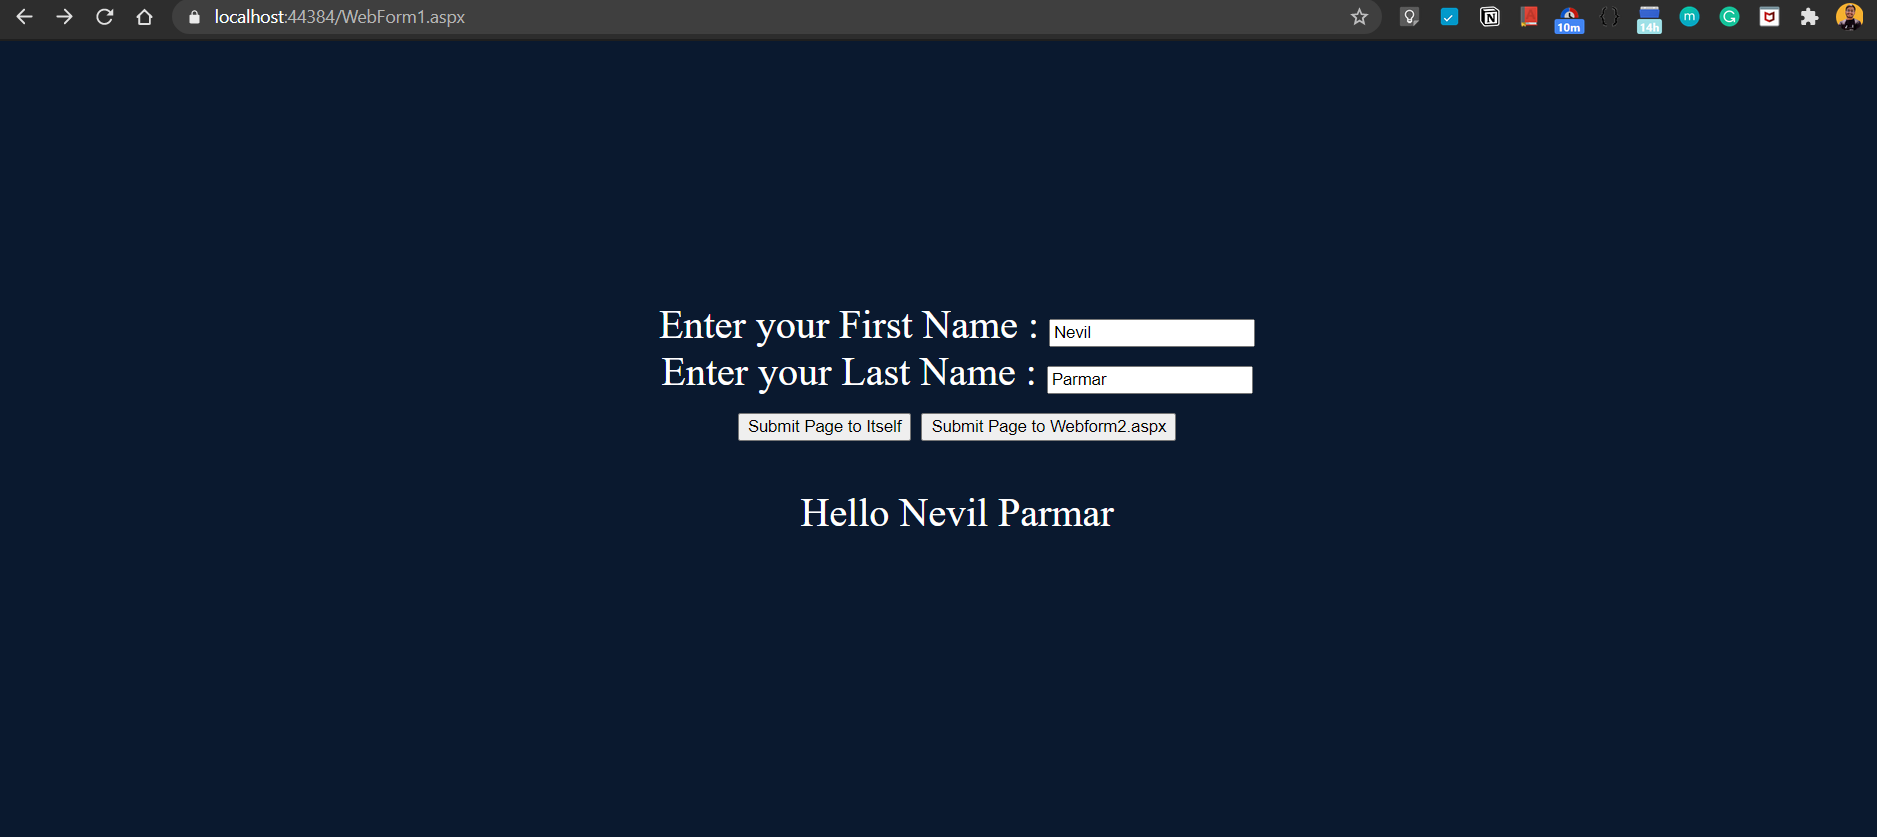 localhost:44384/WebForm1.aspx
10m
14h
Enter your First Name : Nevil
Enter your Last Name : Parmar
Submit Page to Itself Submit Page to Webform2.aspx
Hello Nevil Parmar